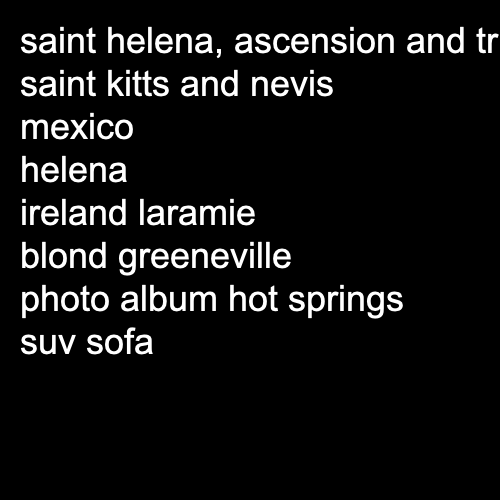 saint helena, ascension and tr
saint kitts and nevis
mexico
helena
ireland laramie
blond greeneville
photo album hot springs
suv sofa